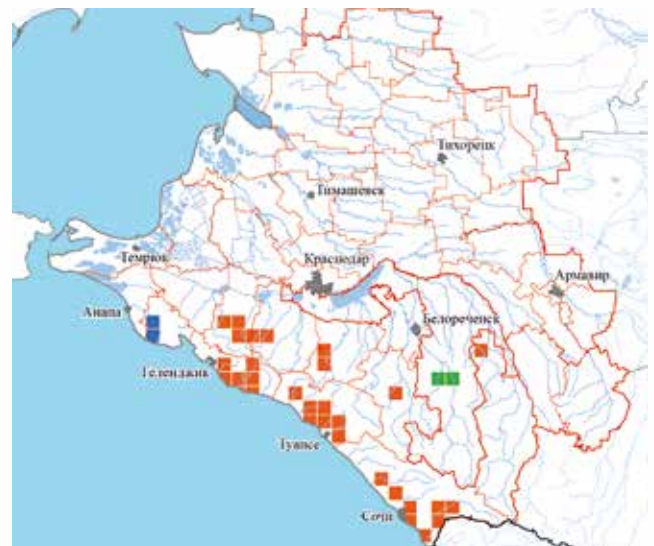 Тихорецк
Тимашевск
Темрюк
Краснодар
Армавир
Анапа
Белореченск
Геленджик
Туапсе
Сочи